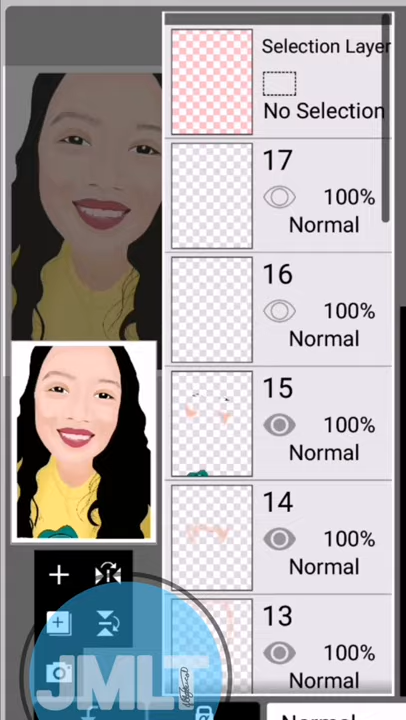 Selection Layer
No Selection
17
100%
Normal
16
100%
Normal
15
100%
Normal
14
100%
Normal
13
100%
Normal
JMLT
Normal